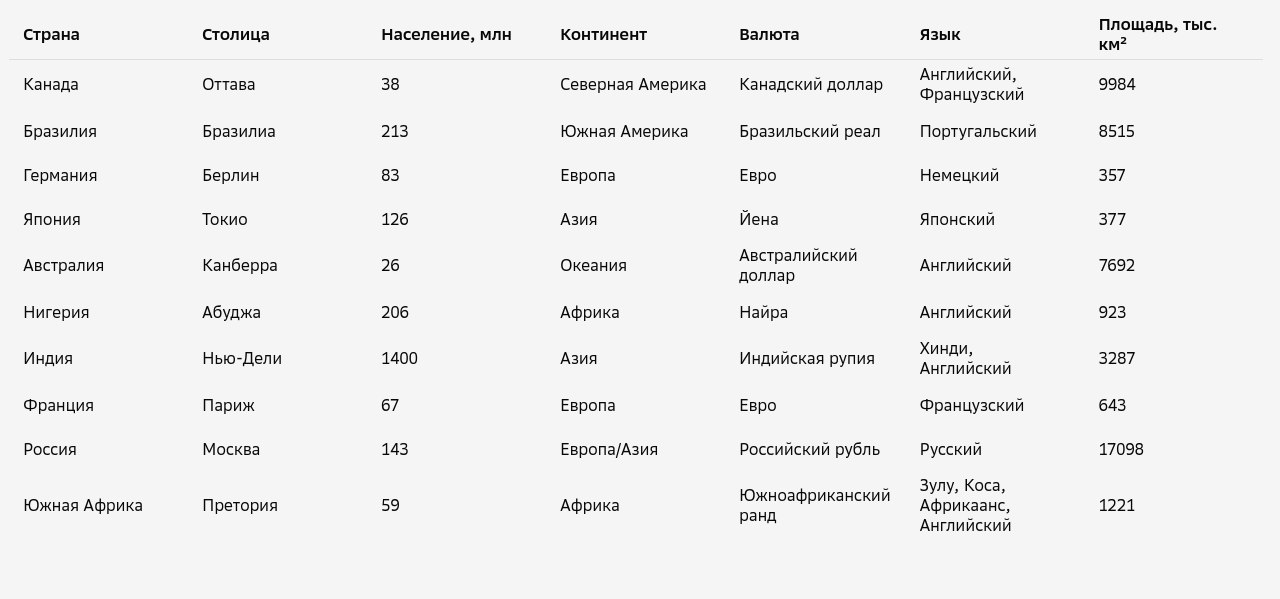 Страна Столица Население, млн Континент Валюта Язык Площадь, тыс. км²
Канада Оттава 38 Северная Америка Канадский доллар Английский, Французский 9984
Бразилия Бразилиа 213 Южная Америка Бразильский реал Португальский 8515
Германия Берлин 83 Европа Евро Немецкий 357
Япония Токио 126 Азия Йена Японский 377
Австралия Канберра 26 Океания Австралийский доллар Английский 7692
Нигерия Абуджа 206 Африка Найра Английский 923
Индия Нью-Дели 1400 Азия Индийская рупия Хинди, Английский 3287
Франция Париж 67 Европа Евро Французский 643
Россия Москва 143 Европа/Азия Российский рубль Русский 17098
Южная Африка Претория 59 Африка Южноафриканский ранд Зулу, Коса, Африкаанс, Английский 1221